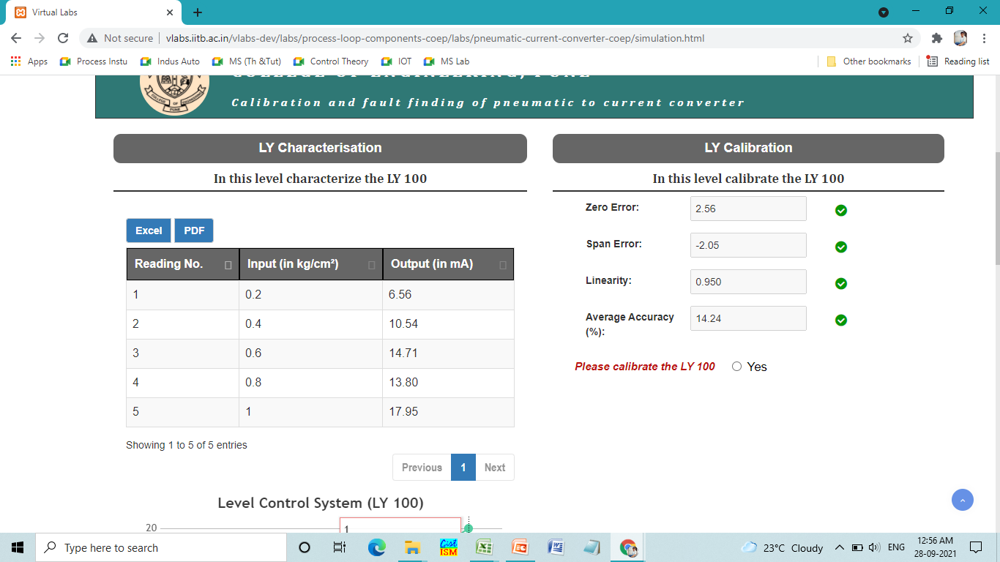 Virtual Labs
Not secure
vlabs.iitb.ac.in/vlabs-dev/labs/process-loop-components-coep/labs/pneumatic-current-converter-coep/simulation.html
Apps
Process Instu
Indus Auto
MS (Th &Tut)
Control Theory
IOT
MS Lab
Other bookmarks
Reading list
COLLEGE OF ENGINEERING, PUNE
Calibration and fault finding of pneumatic to current converter
LY Characterisation
In this level characterize the LY 100
Excel
PDF
Reading No. Input (in kg/cm²) Output (in mA)
1 0.2 6.56
2 0.4 10.54
3 0.6 14.71
4 0.8 13.80
5 1 17.95
Showing 1 to 5 of 5 entries
Previous 1 Next
Level Control System (LY 100)
20
1
LY Calibration
In this level calibrate the LY 100
Zero Error: 2.56
Span Error: -2.05
Linearity: 0.950
Average Accuracy
(%): 14.24
Please calibrate the LY 100 Yes
Type here to search
Gist
ISM
23°C Cloudy
ENG
12:56 AM
28-09-2021